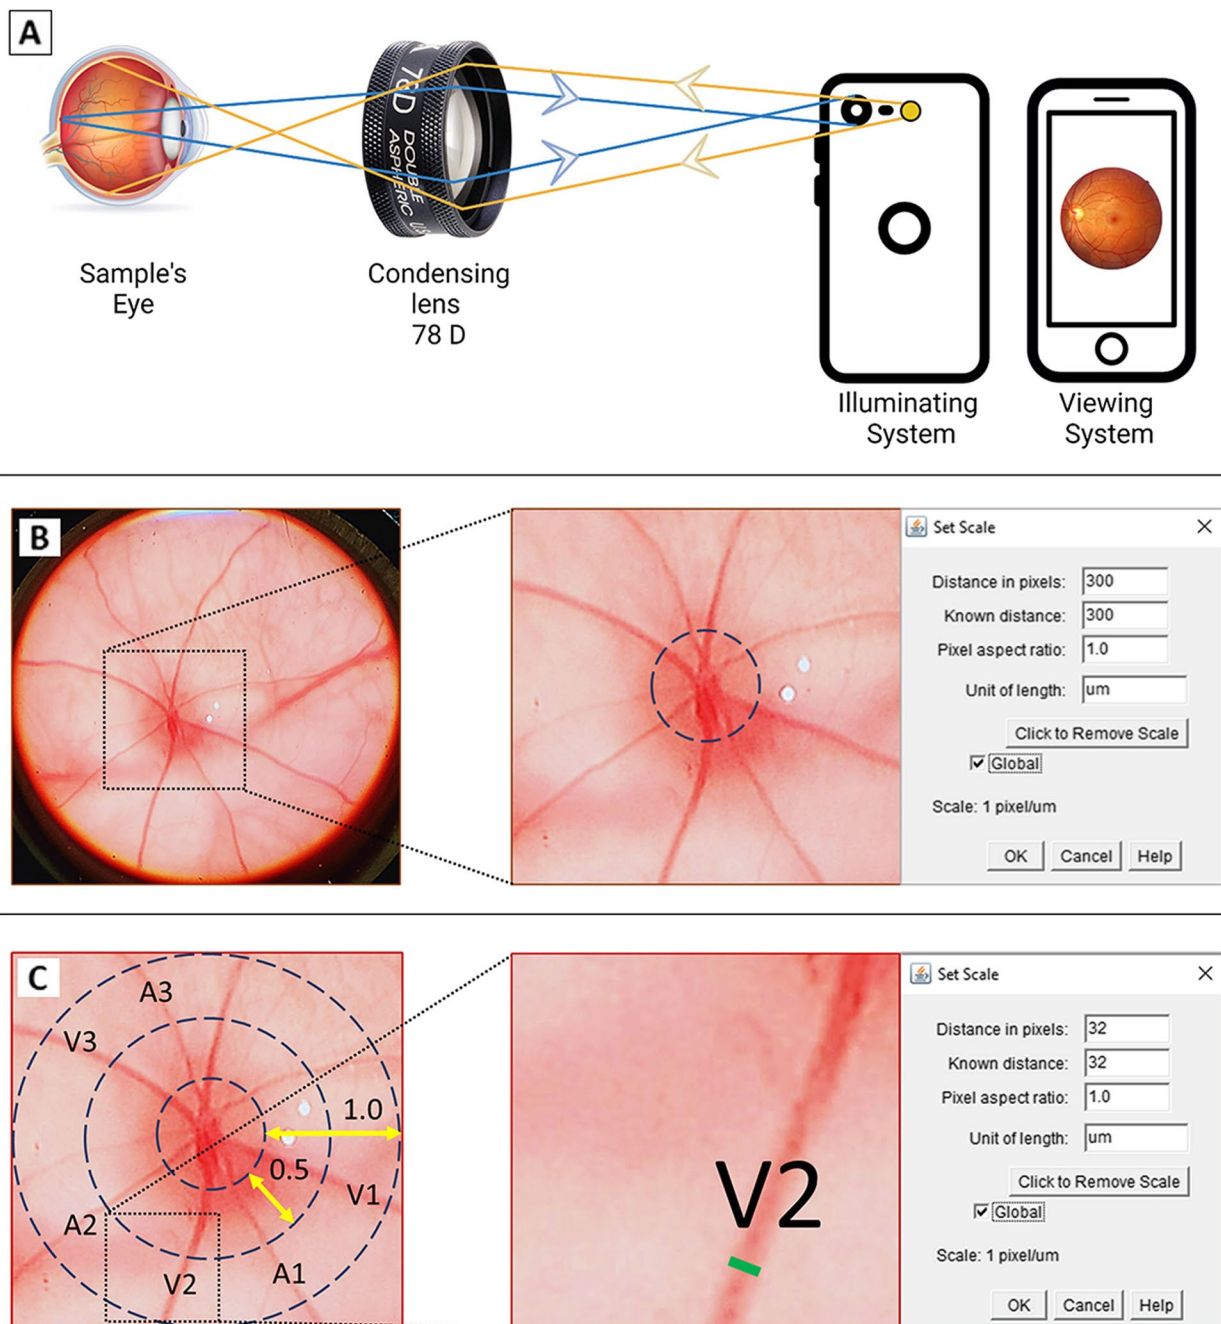 A
78D
DOUBLE
ASPHERIC
Sample's
Eye
Condensing
lens
78 D
Illuminating
System
Viewing
System
B
Set Scale
Distance in pixels: 300
Known distance: 300
Pixel aspect ratio: 1.0
Unit of length: um
Click to Remove Scale
Global
Scale: 1 pixel/um
OK Cancel Help
C
A3
V3
1.0
0.5
V1
A2
V2
A1
V2
Set Scale
Distance in pixels: 32
Known distance: 32
Pixel aspect ratio: 1.0
Unit of length: um
Click to Remove Scale
Global
Scale: 1 pixel/um
OK Cancel Help